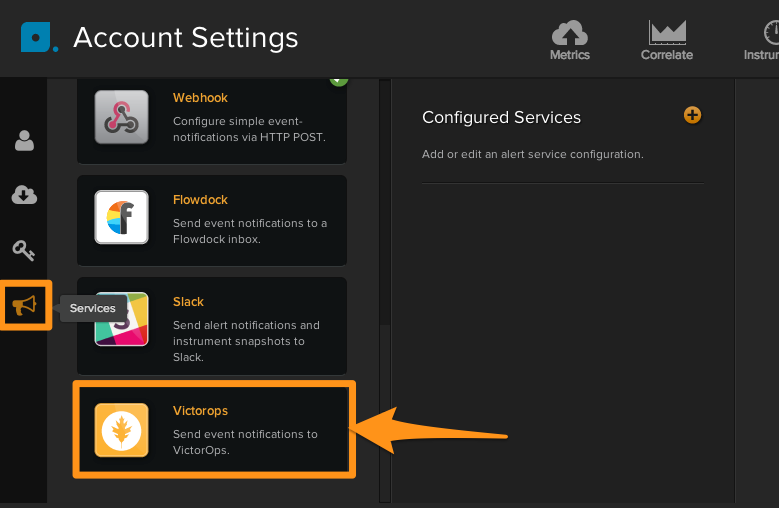 Account Settings
Metrics
Correlate
Webhook
Configure simple event-
notifications via HTTP POST.
Flowdock
Send event notifications to a
Flowdock inbox.
Services
Slack
Send alert notifications and
instrument snapshots to
Slack.
Victorops
Send event notifications to
VictorOps.
Configured Services
Add or edit an alert service configuration.